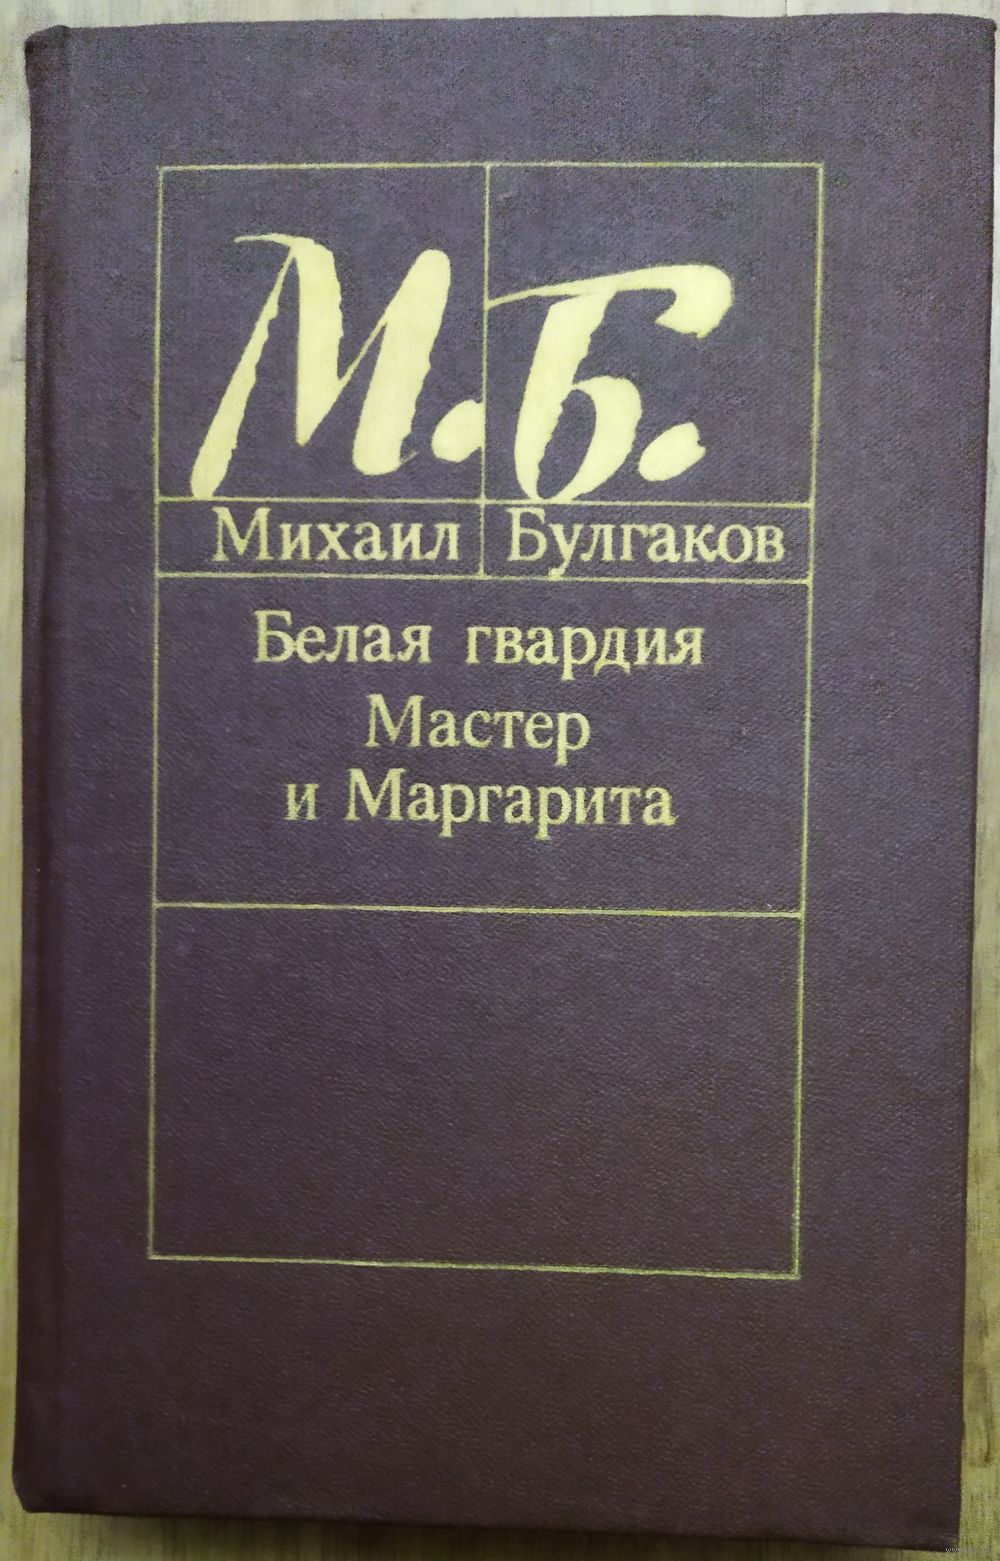 М. Б.
Михаил Булгаков
Белая гвардия
Мастер
и Маргарита